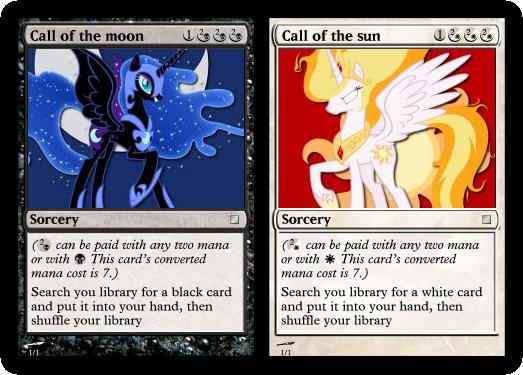 Call of the moon 1
Sorcery
( can be paid with any two mana
or with This card's converted
mana cost is 7.)
Search you library for a black card
and put it into your hand, then
shuffle your library
1/1
Call of the sun 1
Sorcery
( can be paid with any two mana
or with This card's converted
mana cost is 7.)
Search you library for a white card
and put it into your hand, then
shuffle your library
1/1